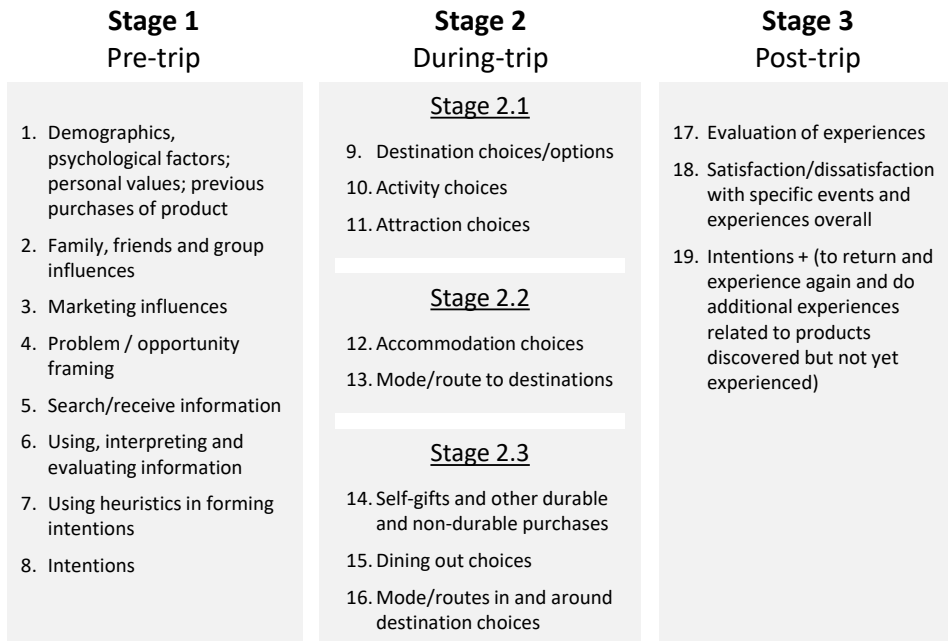 Stage 1
Pre-trip
1. Demographics,
psychological factors;
personal values; previous
purchases of product
2. Family, friends and group
influences
3. Marketing influences
4. Problem / opportunity
framing
5. Search/receive information
6. Using, interpreting and
evaluating information
7. Using heuristics in forming
intentions
8. Intentions
Stage 2
During-trip
Stage 2.1
9. Destination choices/options
10. Activity choices
11. Attraction choices
Stage 2.2
12. Accommodation choices
13. Mode/route to destinations
Stage 2.3
14. Self-gifts and other durable
and non-durable purchases
15. Dining out choices
16. Mode/routes in and around
destination choices
Stage 3
Post-trip
17. Evaluation of experiences
18. Satisfaction/dissatisfaction
with specific events and
experiences overall
19. Intentions + (to return and
experience again and do
additional experiences
related to products
discovered but not yet
experienced)